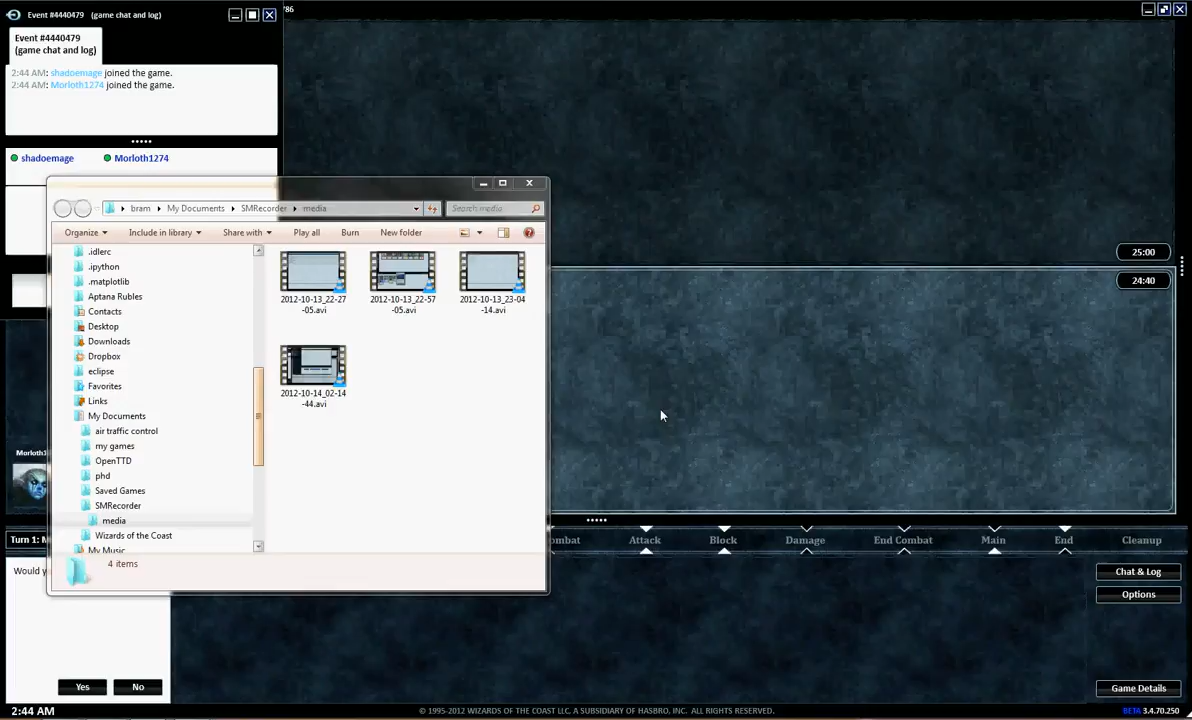 Event #4440479 (game chat and log)
786
Event #4440479
(game chat and log)
2:44 AM: shadoemage joined the game.
2:44 AM: Morloth1274 joined the game.
shadoemage Morloth1274
bram My Documents SMRecorder media Search media
Organize Include in library Share with Play all Burn New folder
.idlerc
.ipython
.matplotlib
Aptana Rubles
Contacts
Desktop
Downloads
Dropbox
eclipse
Favorites
Links
My Documents
air traffic control
my games
OpenTTD
phd
Saved Games
SMRecorder
media
Wizards of the Coast
My Music
2012-10-13_22-27
-05.avi
2012-10-13_22-57
-05.avi
2012-10-13_23-04
-14.avi
2012-10-14_02-14
-44.avi
4 items
25:00
24:40
Morloth1
Turn 1: M
ombat Attack Block Damage End Combat Main End Cleanup
Would y
Yes No
Chat & Log
Options
Game Details
2:44 AM
© 1995-2012 WIZARDS OF THE COAST LLC, A SUBSIDIARY OF HASBRO, INC. ALL RIGHTS RESERVED.
BETA 3.4.70.250